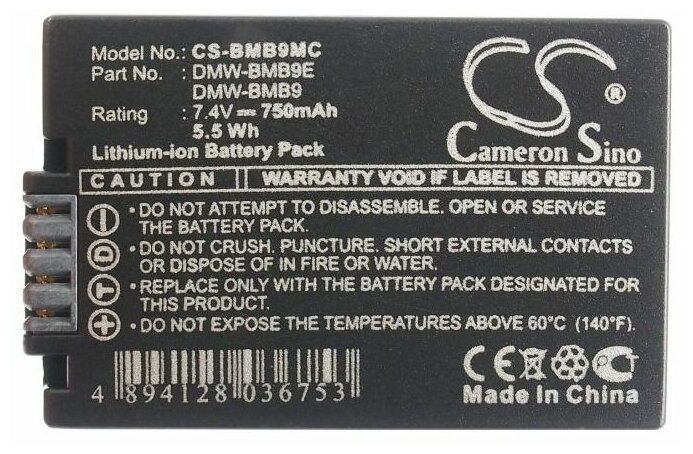 Model No.: CS-BMB9MC
Part No. : DMW-BMB9E
DMW-BMB9
Rating : 7.4V⎓750mAh
5.5 Wh
Lithium-ion Battery Pack
CS®
Cameron Sino
CAUTION WARRANTY VOID IF LABEL IS REMOVED
• DO NOT ATTEMPT TO DISASSEMBLE. OPEN OR SERVICE
THE BATTERY PACK.
• DO NOT CRUSH. PUNCTURE. SHORT EXTERNAL CONTACTS
OR DISPOSE OF IN FIRE OR WATER.
• REPLACE ONLY WITH THE BATTERY PACK DESIGNATED FOR
THIS PRODUCT.
• DO NOT EXPOSE THE TEMPERATURES ABOVE 60°C (140°F).
−
T D
+
4 894128 036753
CE
Made In China